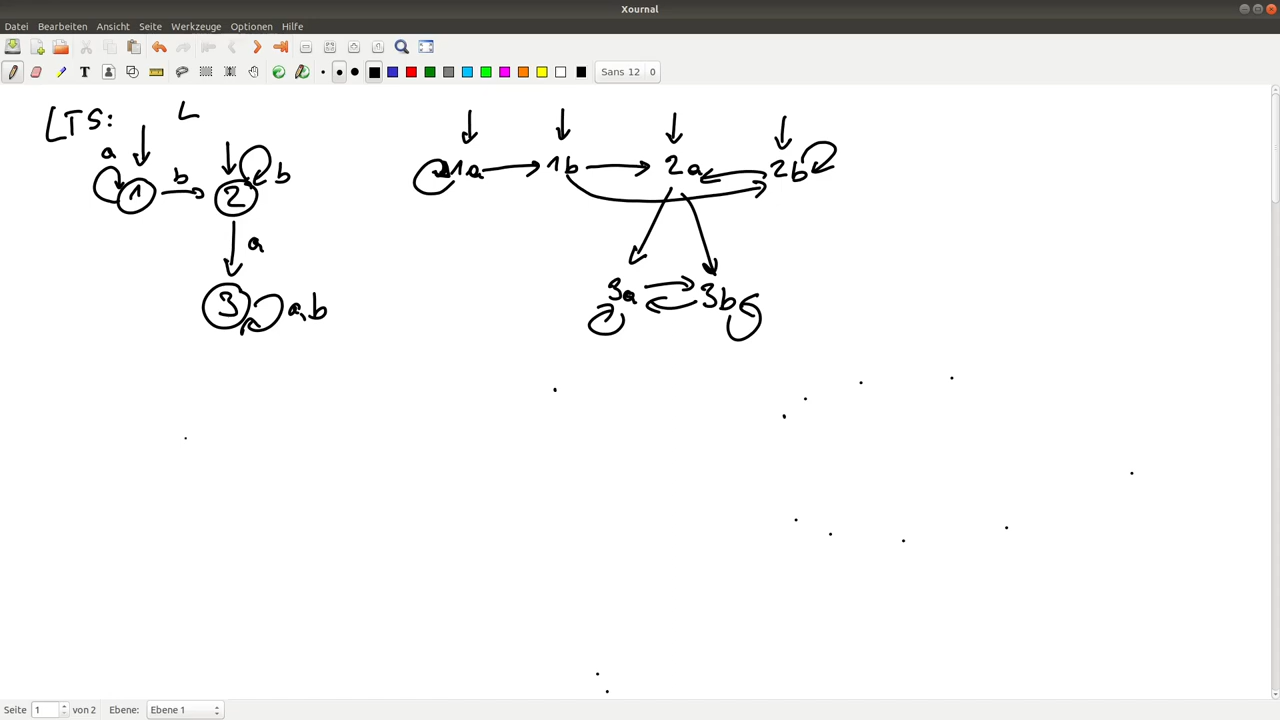 Xournal
Datei Bearbeiten Ansicht Seite Werkzeuge Optionen Hilfe
T Sans 12 0
LTS: L
a b b
1 2
a
3 a,b
1a 1b 2a 2b
3a 3b
Seite 1 von 2 Ebene: Ebene 1